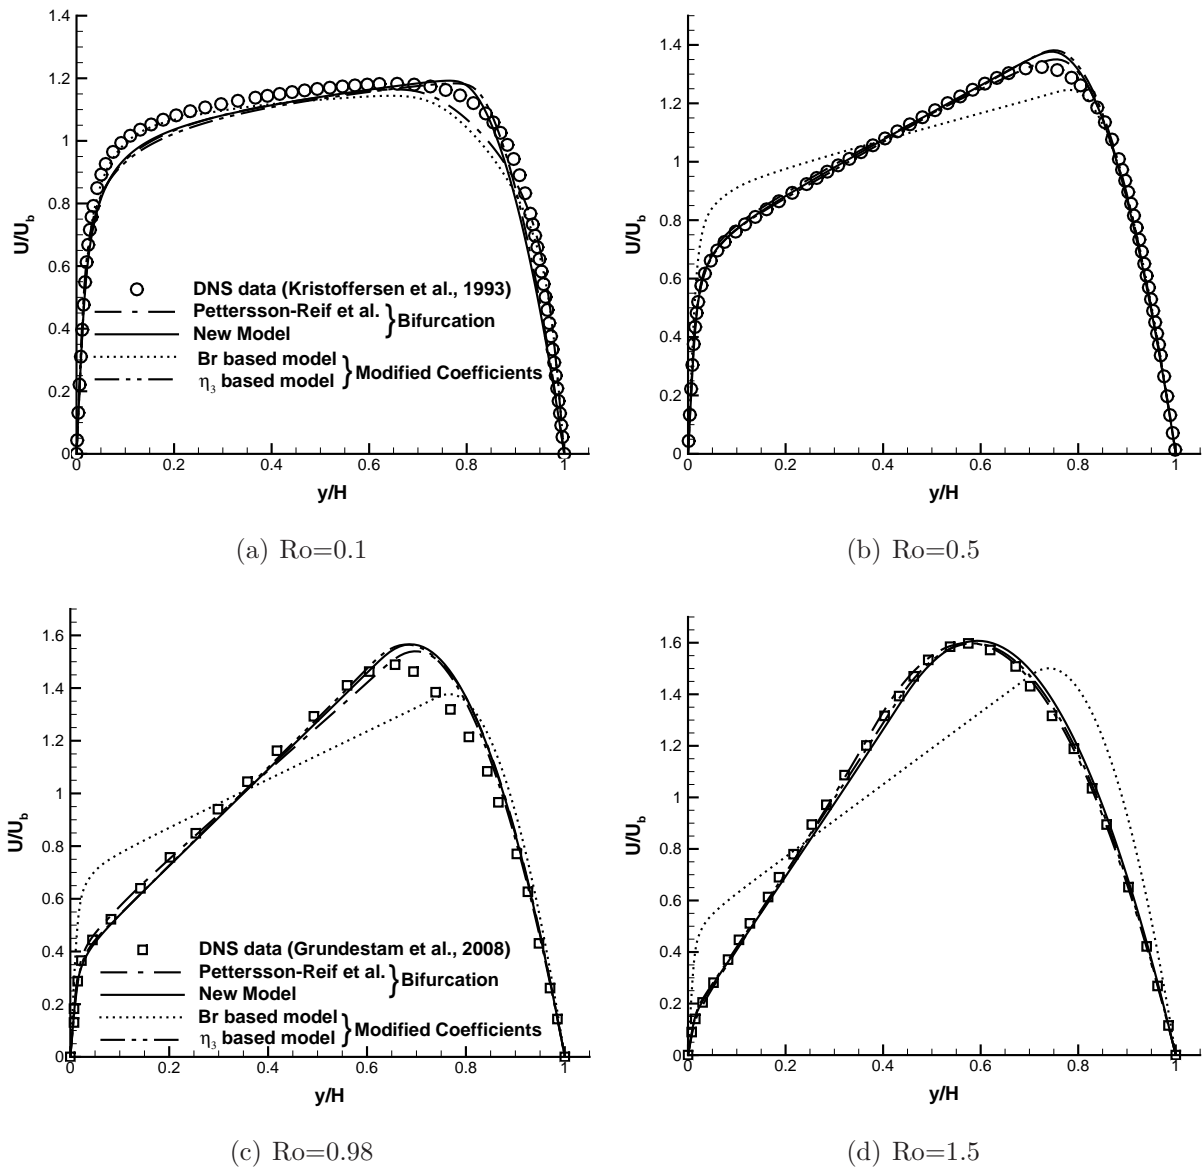 1.4
1.2
1
0.8
0.6
0.4
0.2
0
U/U_b
DNS data (Kristoffersen et al., 1993)
Pettersson-Reif et al.
New Model
} Bifurcation
Br based model
η₃ based model
} Modified Coefficients
0 0.2 0.4 0.6 0.8 1
y/H
(a) Ro=0.1
1.4
1.2
1
0.8
0.6
0.4
0.2
0
U/U_b
0 0.2 0.4 0.6 0.8 1
y/H
(b) Ro=0.5
1.6
1.4
1.2
1
0.8
0.6
0.4
0.2
0
U/U_b
DNS data (Grundestam et al., 2008)
Pettersson-Reif et al.
New Model
} Bifurcation
Br based model
η₃ based model
} Modified Coefficients
0 0.2 0.4 0.6 0.8 1
y/H
(c) Ro=0.98
1.6
1.4
1.2
1
0.8
0.6
0.4
0.2
0
U/U_b
0 0.2 0.4 0.6 0.8 1
y/H
(d) Ro=1.5